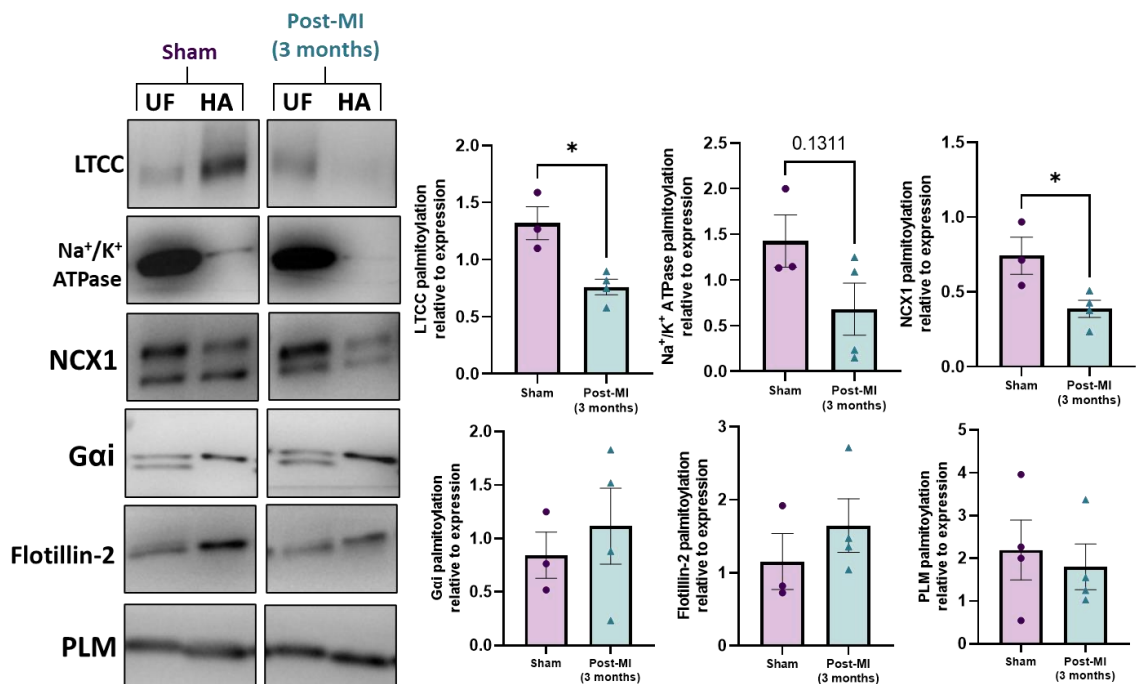 Sham
Post-MI
(3 months)
UF HA
UF HA
LTCC
Na⁺/K⁺
ATPase
NCX1
Gαi
Flotillin-2
PLM
LTCC palmitoylation
relative to expression
2.0
1.5
1.0
0.5
0.0
*
Sham
Post-MI
(3 months)
Na⁺/K⁺ ATPase palmitoylation
relative to expression
2.5
2.0
1.5
1.0
0.5
0.0
0.1311
Sham
Post-MI
(3 months)
NCX1 palmitoylation
relative to expression
1.5
1.0
0.5
0.0
*
Sham
Post-MI
(3 months)
Gαi palmitoylation
relative to expression
2.0
1.5
1.0
0.5
0.0
Sham
Post-MI
(3 months)
Flotillin-2 palmitoylation
relative to expression
3
2
1
0
Sham
Post-MI
(3 months)
PLM palmitoylation
relative to expression
5
4
3
2
1
0
Sham
Post-MI
(3 months)